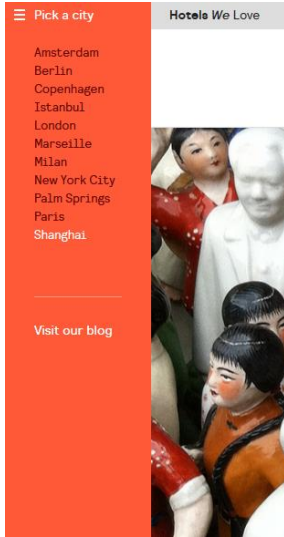 Pick a city
Hotels We Love
Amsterdam
Berlin
Copenhagen
Istanbul
London
Marseille
Milan
New York City
Palm Springs
Paris
Shanghai
Visit our blog